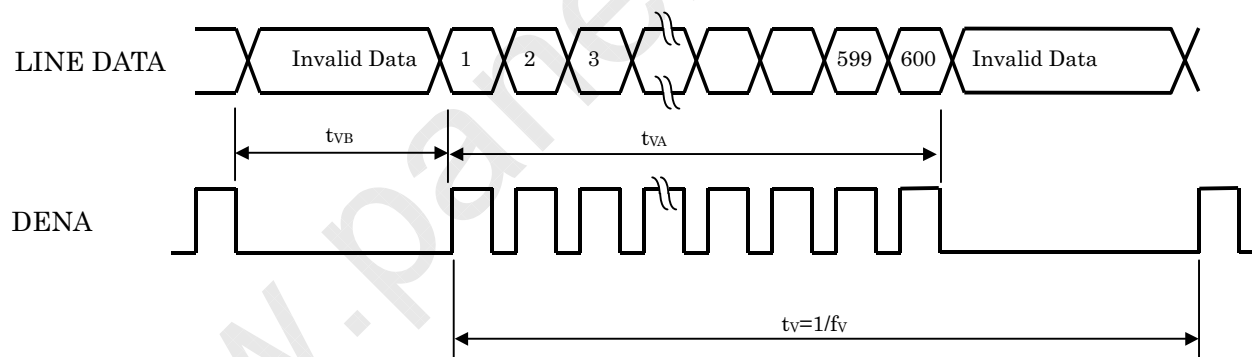 LINE DATA Invalid Data 1 2 3 599 600 Invalid Data
tVB tVA
DENA
tV=1/fV